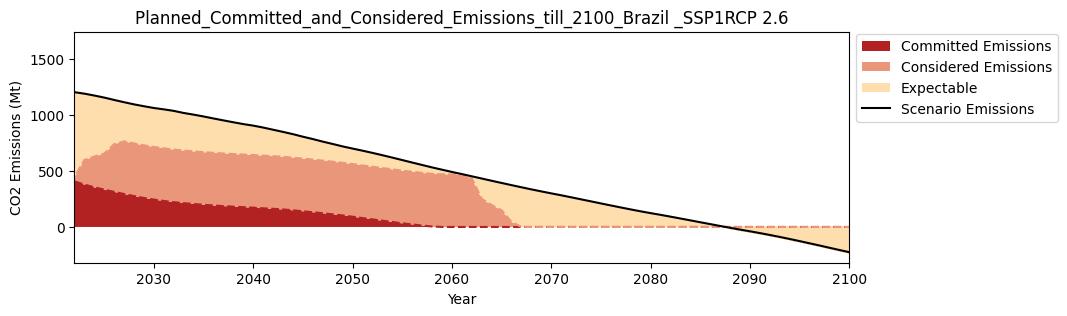 Planned_Committed_and_Considered_Emissions_till_2100_Brazil _SSP1RCP 2.6
CO2 Emissions (Mt)
1500
1000
500
0
2030 2040 2050 2060 2070 2080 2090 2100
Year
Committed Emissions
Considered Emissions
Expectable
Scenario Emissions